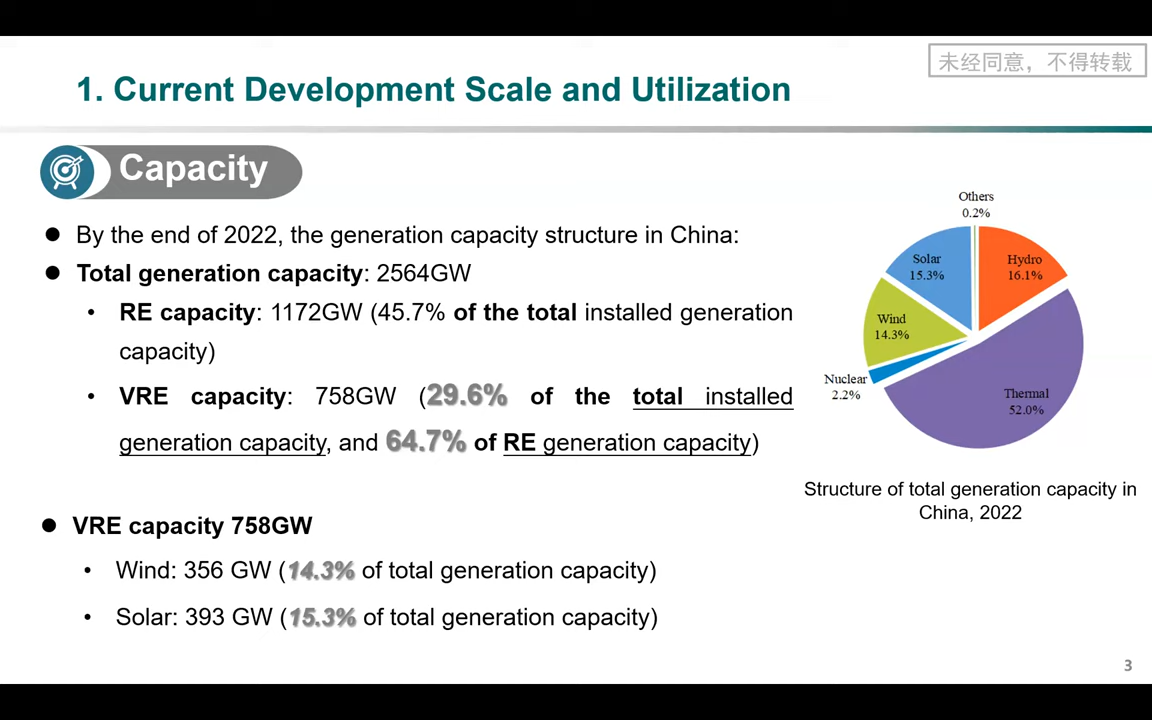 未经同意，不得转载
1. Current Development Scale and Utilization
Capacity
● By the end of 2022, the generation capacity structure in China:
● Total generation capacity: 2564GW
• RE capacity: 1172GW (45.7% of the total installed generation
capacity)
• VRE capacity: 758GW (29.6% of the total installed
generation capacity, and 64.7% of RE generation capacity)
● VRE capacity 758GW
• Wind: 356 GW (14.3% of total generation capacity)
• Solar: 393 GW (15.3% of total generation capacity)
Others
0.2%
Solar
15.3%
Hydro
16.1%
Wind
14.3%
Nuclear
2.2%
Thermal
52.0%
Structure of total generation capacity in
China, 2022
3